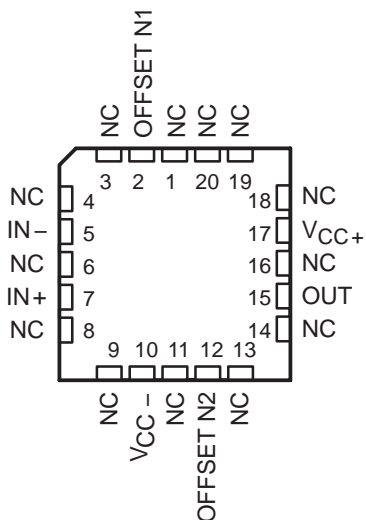 NC
OFFSET N1
NC
NC
NC
3
2
1
20
19
NC
4
IN –
5
NC
6
IN +
7
NC
8
18
NC
17
VCC +
16
NC
15
OUT
14
NC
9
10
11
12
13
NC
VCC –
NC
OFFSET N2
NC